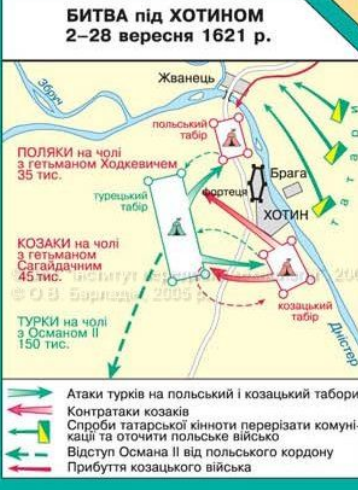 БИТВА під ХОТИНОМ
2–28 вересня 1621 р.
Збруч
Жванець
польський
табір
ПОЛЯКИ на чолі
з гетьманом Ходкевичем
35 тис.
турецький
табір
фортеця
Брага
ХОТИН
татари
КОЗАКИ на чолі
з гетьманом
Сагайдачним
45 тис.
козацький
табір
ТУРКИ на чолі
з Османом II
150 тис.
Дністер
Атаки турків на польський і козацький табори
Контратаки козаків
Спроби татарської кінноти перерізати комуні-
кації та оточити польське військо
Відступ Османа II від польського кордону
Прибуття козацького війська